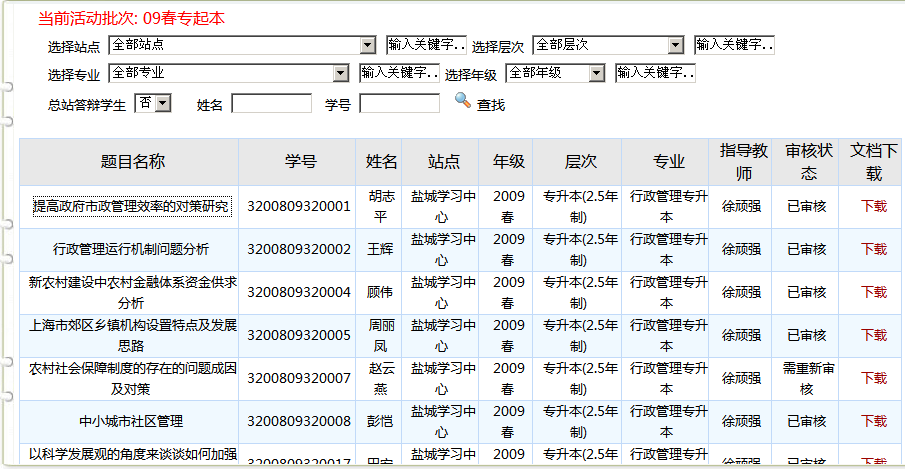 当前活动批次: 09春专起本
选择站点 全部站点 输入关键字.. 选择层次 全部层次 输入关键字..
选择专业 全部专业 输入关键字.. 选择年级 全部年级 输入关键字..
总站答辩学生 否 姓名 学号 查找
题目名称 学号 姓名 站点 年级 层次 专业 指导教师 审核状态 文档下载
提高政府市政管理效率的对策研究 3200809320001 胡志平 盐城学习中心 2009春 专升本(2.5年制) 行政管理专升本 徐顽强 已审核 下载
行政管理运行机制问题分析 3200809320002 王辉 盐城学习中心 2009春 专升本(2.5年制) 行政管理专升本 徐顽强 已审核 下载
新农村建设中农村金融体系资金供求分析 3200809320004 顾伟 盐城学习中心 2009春 专升本(2.5年制) 行政管理专升本 徐顽强 已审核 下载
上海市郊区乡镇机构设置特点及发展思路 3200809320005 周丽凤 盐城学习中心 2009春 专升本(2.5年制) 行政管理专升本 徐顽强 已审核 下载
农村社会保障制度的存在的问题成因及对策 3200809320007 赵云燕 盐城学习中心 2009春 专升本(2.5年制) 行政管理专升本 徐顽强 需重新审核 下载
中小城市社区管理 3200809320008 彭恺 盐城学习中心 2009春 专升本(2.5年制) 行政管理专升本 徐顽强 已审核 下载
以科学发展观的角度来谈谈如何加强 3200809320017 盐城学习中 2009 专升本(2.5年 行政管理专升 徐顽强 已审核 下载